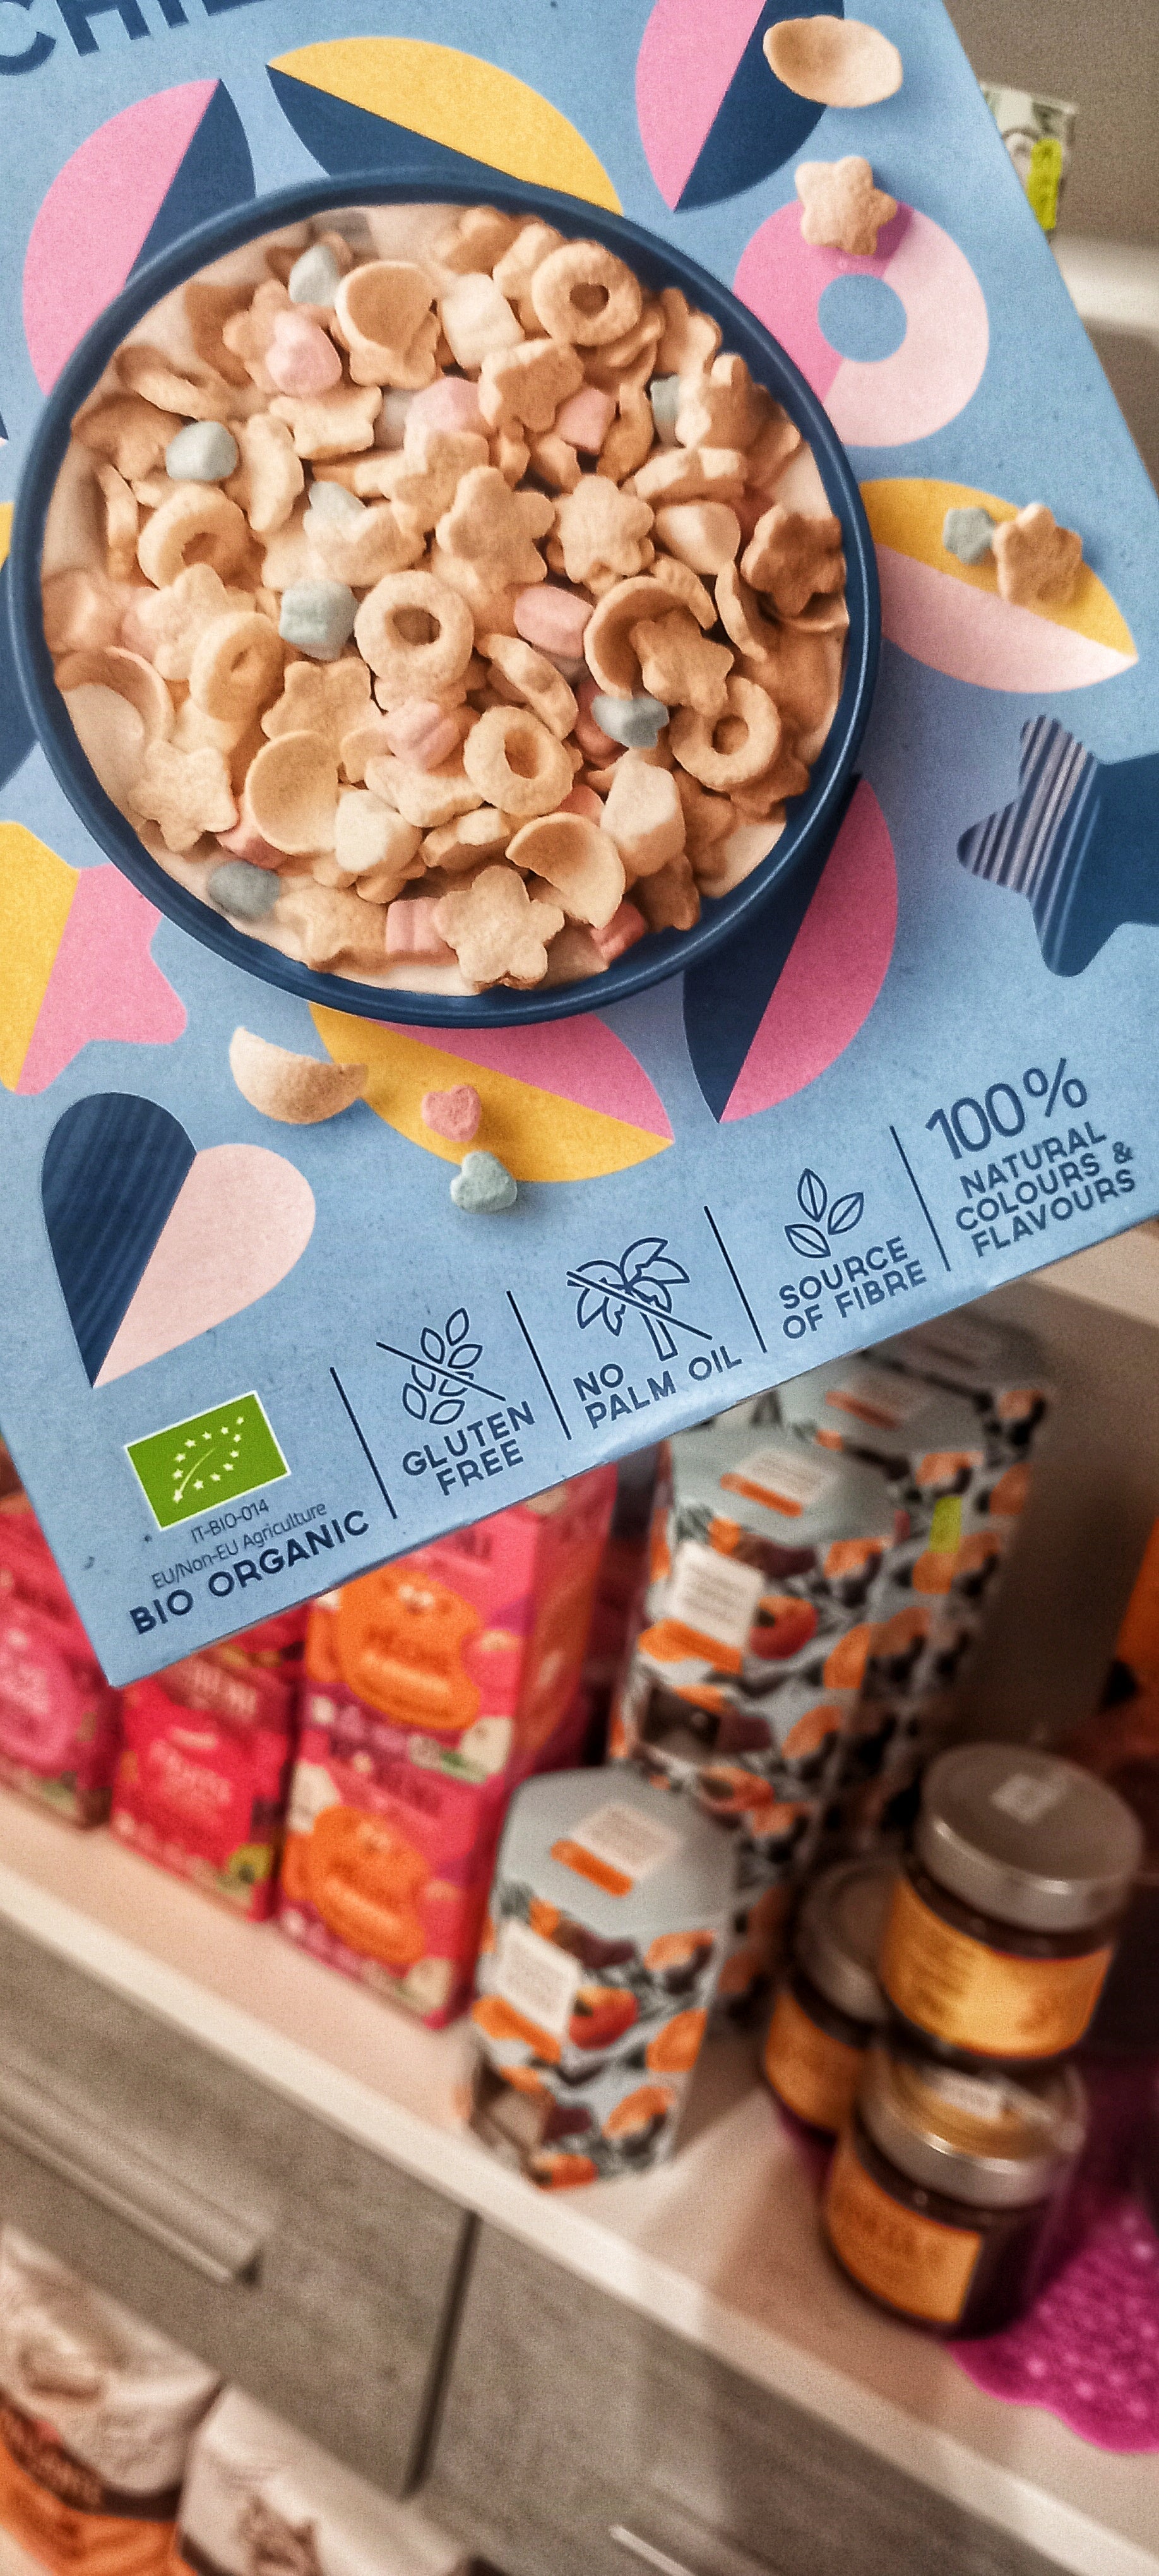 100%
NATURAL
COLOURS &
FLAVOURS
SOURCE
OF FIBRE
NO
PALM OIL
GLUTEN
FREE
IT-BIO-014
EU/Non-EU Agriculture
BIO ORGANIC